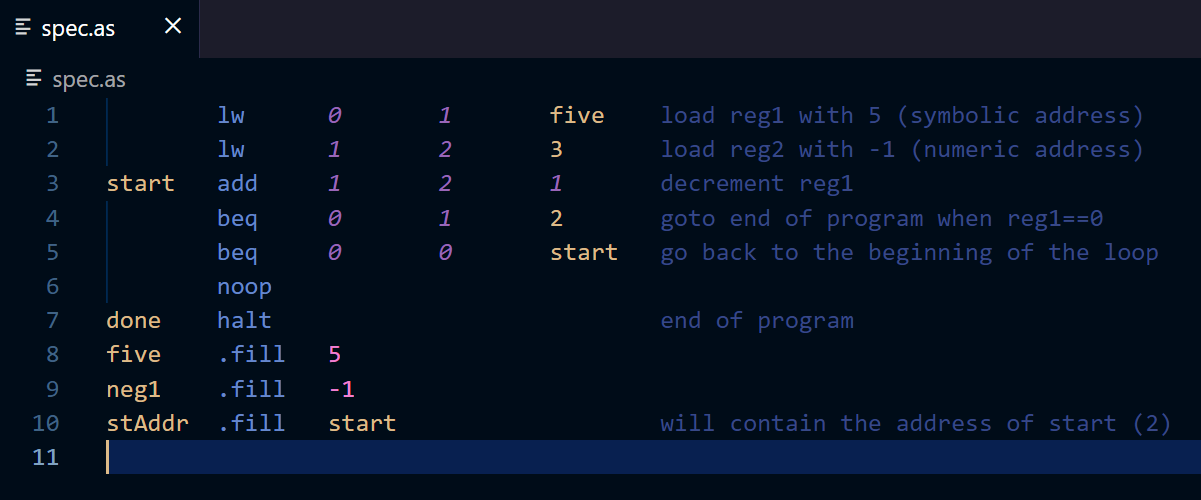 spec.as
spec.as
1 lw 0 1 five load reg1 with 5 (symbolic address)
2 lw 1 2 3 load reg2 with -1 (numeric address)
3 start add 1 2 1 decrement reg1
4 beq 0 1 2 goto end of program when reg1==0
5 beq 0 0 start go back to the beginning of the loop
6 noop
7 done halt end of program
8 five .fill 5
9 neg1 .fill -1
10 stAddr .fill start will contain the address of start (2)
11